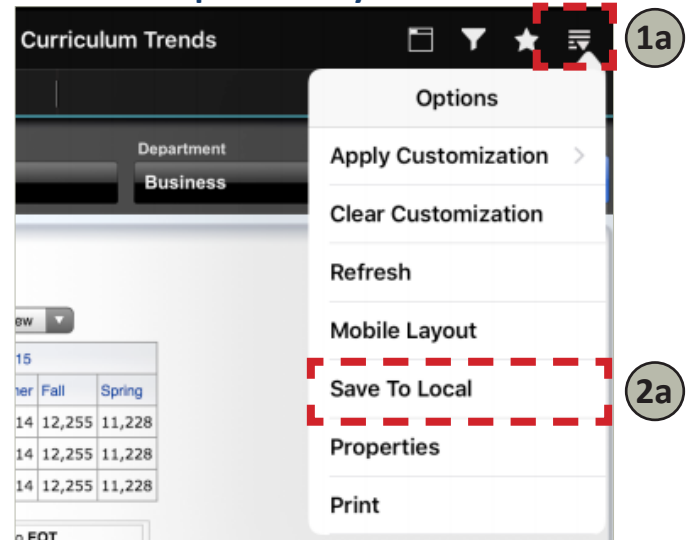 Curriculum Trends
1a
Options
Department
Business
Apply Customization
Clear Customization
Refresh
Mobile Layout
Save To Local
2a
Properties
Print
15
Fall Spring
14 12,255 11,228
14 12,255 11,228
14 12,255 11,228
EOT